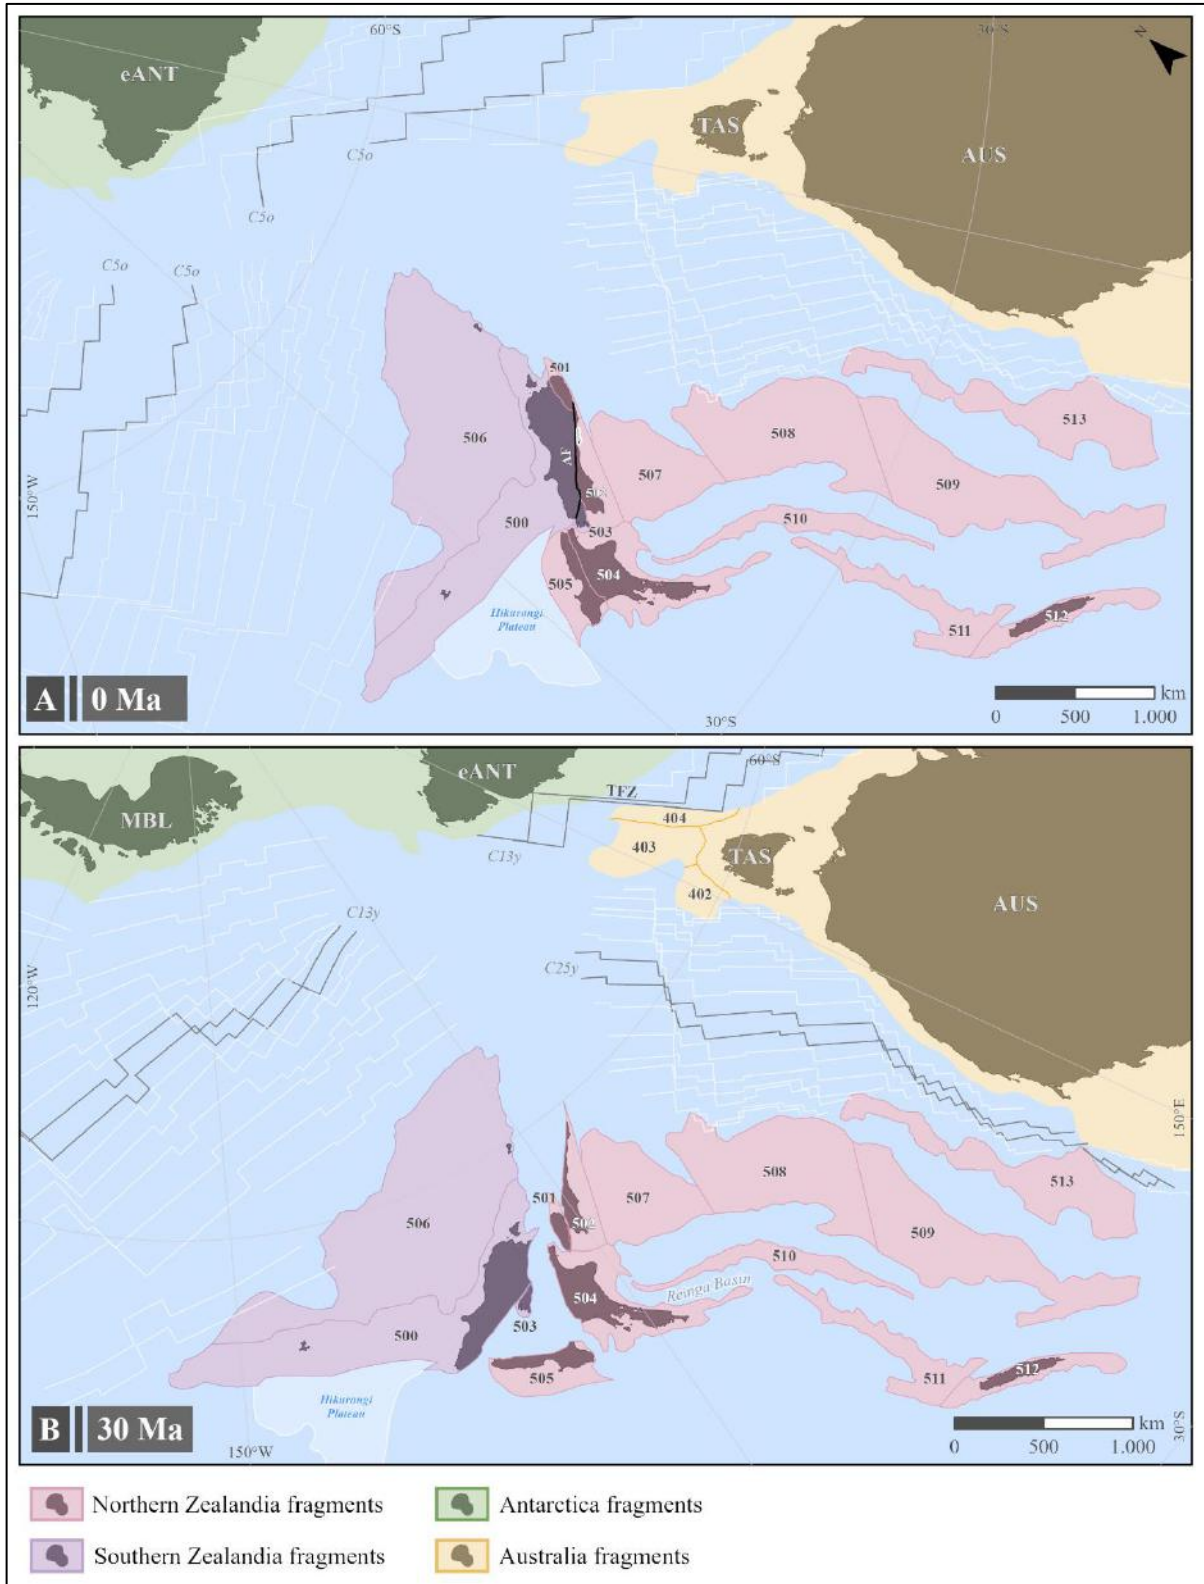 60°S
30°S
N
eANT
TAS
AUS
C5o
C5o
C5o
C5o
501
513
506
508
AF
507
509
150°W
502
500
510
503
505
504
Hikurangi
Plateau
512
511
km
A 0 Ma
0 500 1.000
30°S
60°S
eANT
TFZ
MBL
404
403
TAS
C13y
402
AUS
C13y
C25y
120°W
150°E
508
513
501
507
502
506
509
510
Reinga Basin
504
503
500
512
505
511
Hikurangi
Plateau
km
B 30 Ma
0 500 1.000
150°W
30°S
Northern Zealandia fragments
Antarctica fragments
Southern Zealandia fragments
Australia fragments